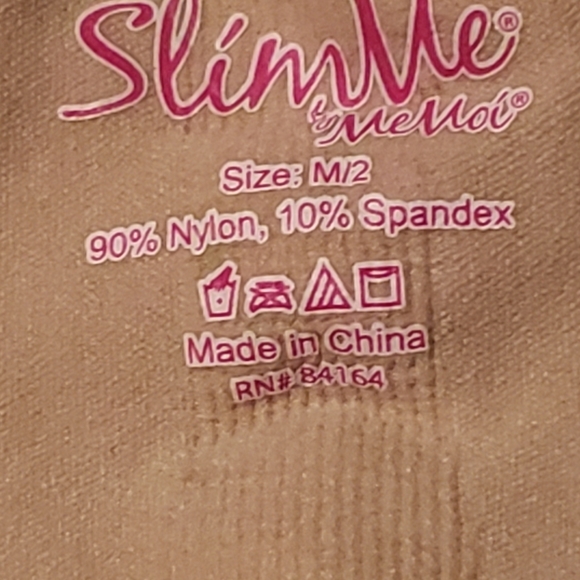 SlimMe®
by MeMoi®
Size: M/2
90% Nylon, 10% Spandex
Made in China
RN# 84164